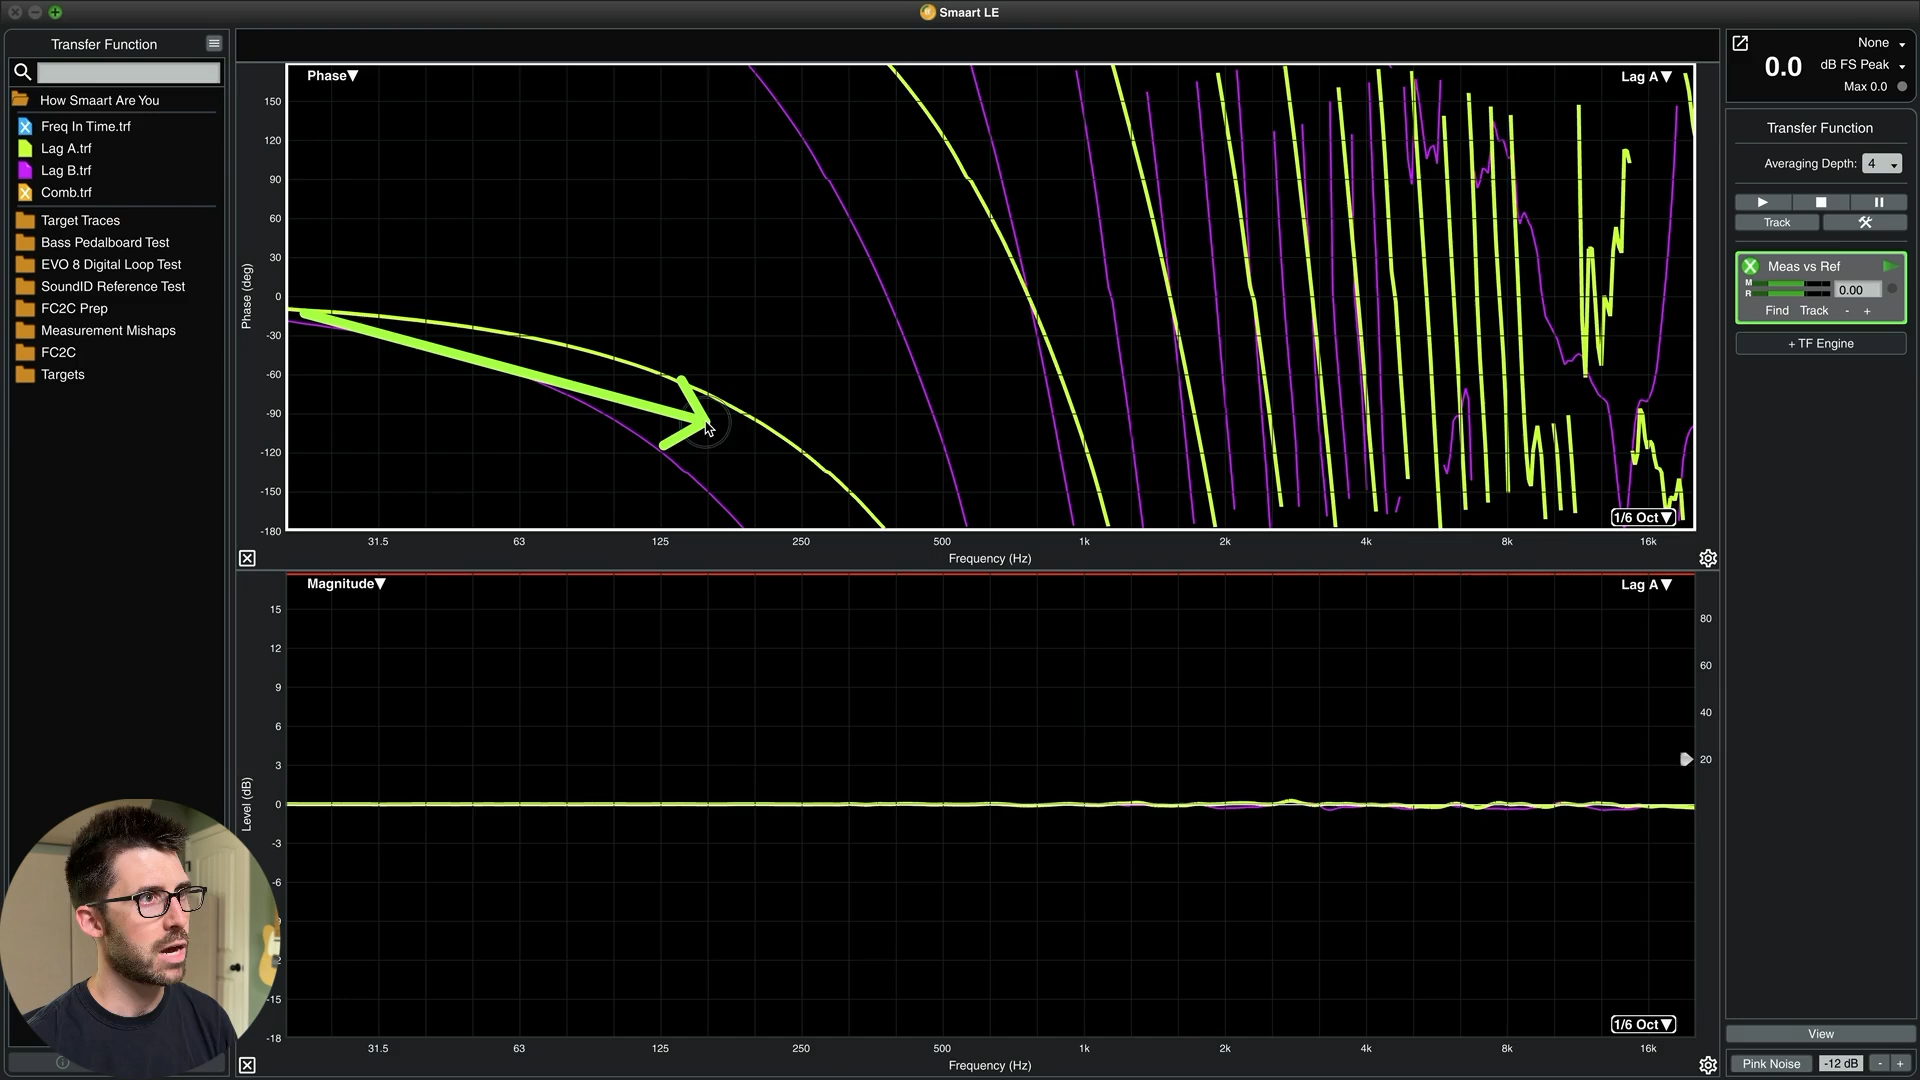 Smaart LE
Transfer Function
How Smaart Are You
Freq In Time.trf
Lag A.trf
Lag B.trf
Comb.trf
Target Traces
Bass Pedalboard Test
EVO 8 Digital Loop Test
SoundID Reference Test
FC2C Prep
Measurement Mishaps
FC2C
Targets
Phase▼
Lag A▼
Phase (deg)
150
120
90
60
30
0
-30
-60
-90
-120
-150
-180
1/6 Oct▼
31.5 63 125 250 500 1k 2k 4k 8k 16k
Frequency (Hz)
Magnitude▼
Lag A▼
Level (dB)
15
12
9
6
3
0
-3
-6
-15
-18
80
60
40
20
1/6 Oct▼
31.5 63 125 250 500 1k 2k 4k 8k 16k
Frequency (Hz)
None
0.0 dB FS Peak
Max 0.0
Transfer Function
Averaging Depth: 4
Track
Meas vs Ref
M
R
0.00
Find Track - +
+ TF Engine
View
Pink Noise -12 dB - +